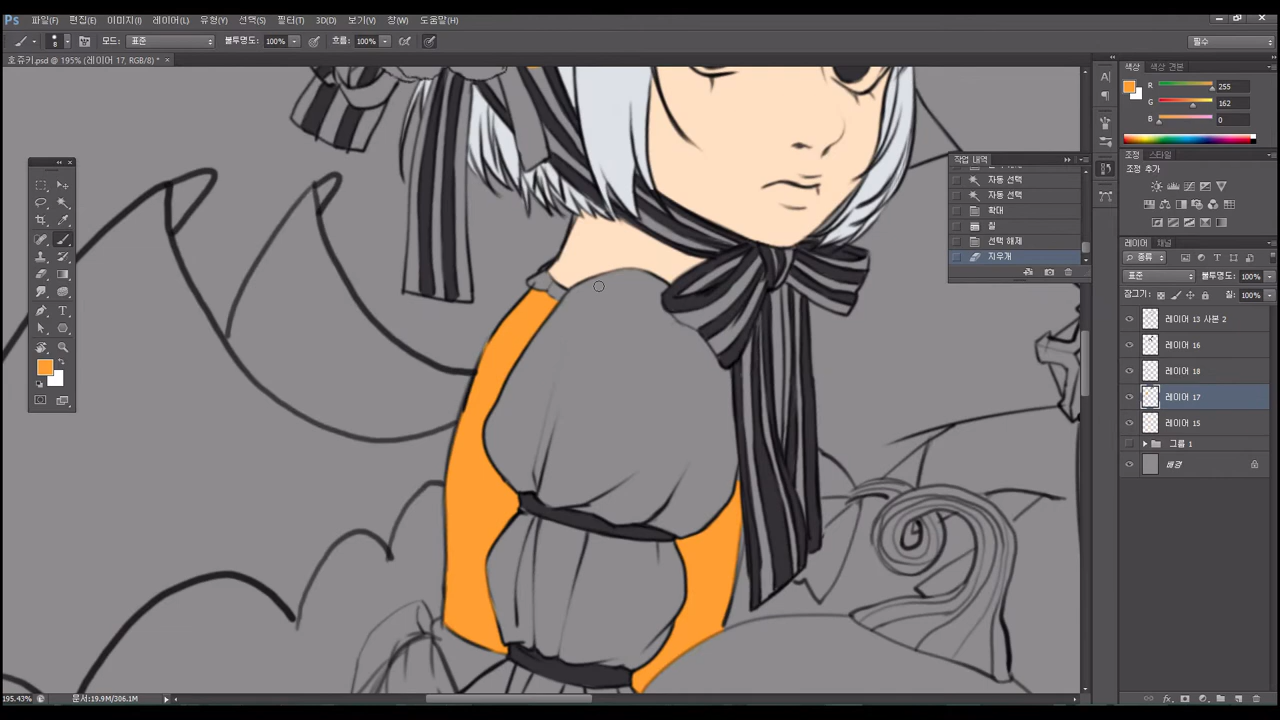 Ps 파일(F) 편집(E) 이미지(I) 레이어(L) 유형(Y) 선택(S) 필터(T) 3D(D) 보기(V) 창(W) 도움말(H)
8 모드: 표준 불투명도: 100% 흐름: 100% 필수
호쥬키.psd @ 195% (레이어 17, RGB/8) * ×
색상 색상 견본
R 255
G 162
B 0
작업 내역
자동 선택
자동 선택
확대
칠
선택 해제
지우개
조정 스타일
조정 추가
레이어 채널
종류
표준 불투명도: 100%
잠그기: 칠: 100%
레이어 13 사본 2
레이어 16
레이어 18
레이어 17
레이어 15
그룹 1
배경
195.43% 문서:19.9M/306.1M